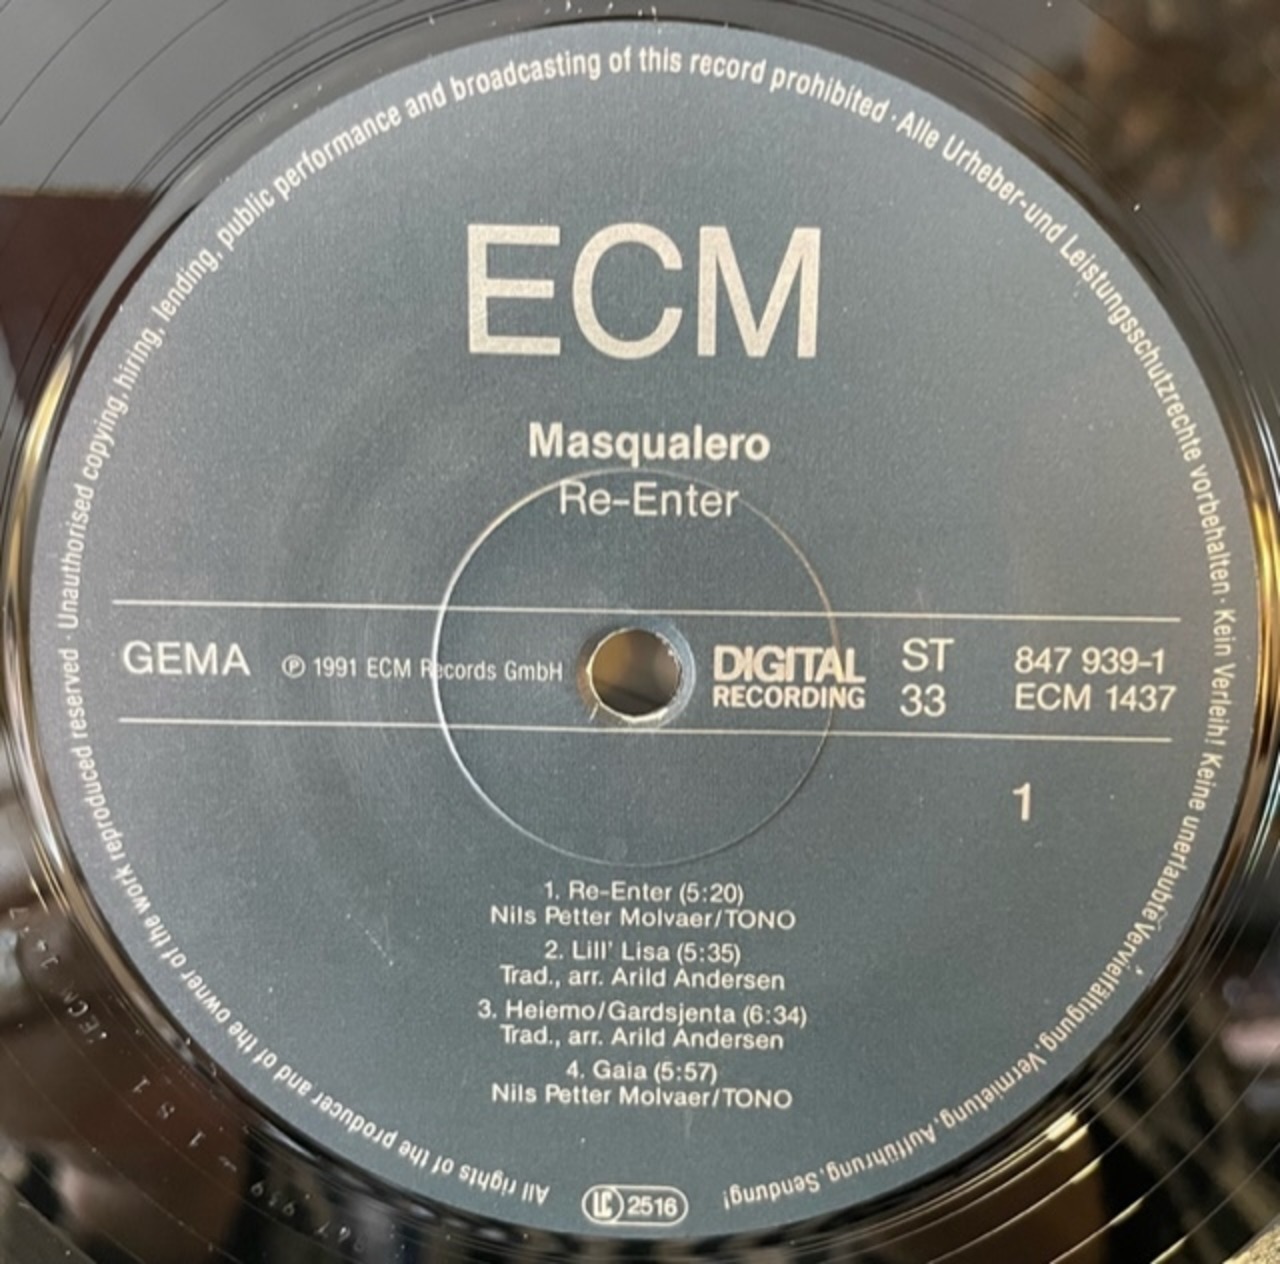 All rights of the producer and of the owner of the work reproduced reserved · Unauthorised copying, hiring, lending, public performance and broadcasting of this record prohibited · Alle Urheber-und Leistungsschutzrechte vorbehalten · Kein Verleih! Keine unerlaubte Vervielfältigung, Vermietung, Aufführung, Sendung!
ECM
Masqualero
Re-Enter
GEMA ℗ 1991 ECM Records GmbH DIGITAL RECORDING ST 33 847 939-1 ECM 1437
1
1. Re-Enter (5:20)
Nils Petter Molvaer/TONO
2. Lill' Lisa (5:35)
Trad., arr. Arild Andersen
3. Heiemo/Gardsjenta (6:34)
Trad., arr. Arild Andersen
4. Gaia (5:57)
Nils Petter Molvaer/TONO
LC 2516